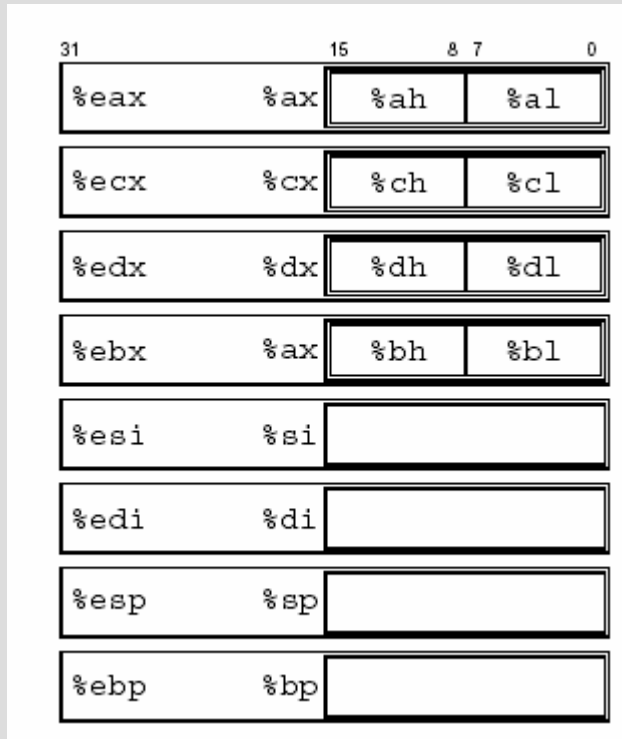 31 15 8 7 0
%eax %ax %ah %al
%ecx %cx %ch %cl
%edx %dx %dh %dl
%ebx %ax %bh %bl
%esi %si
%edi %di
%esp %sp
%ebp %bp